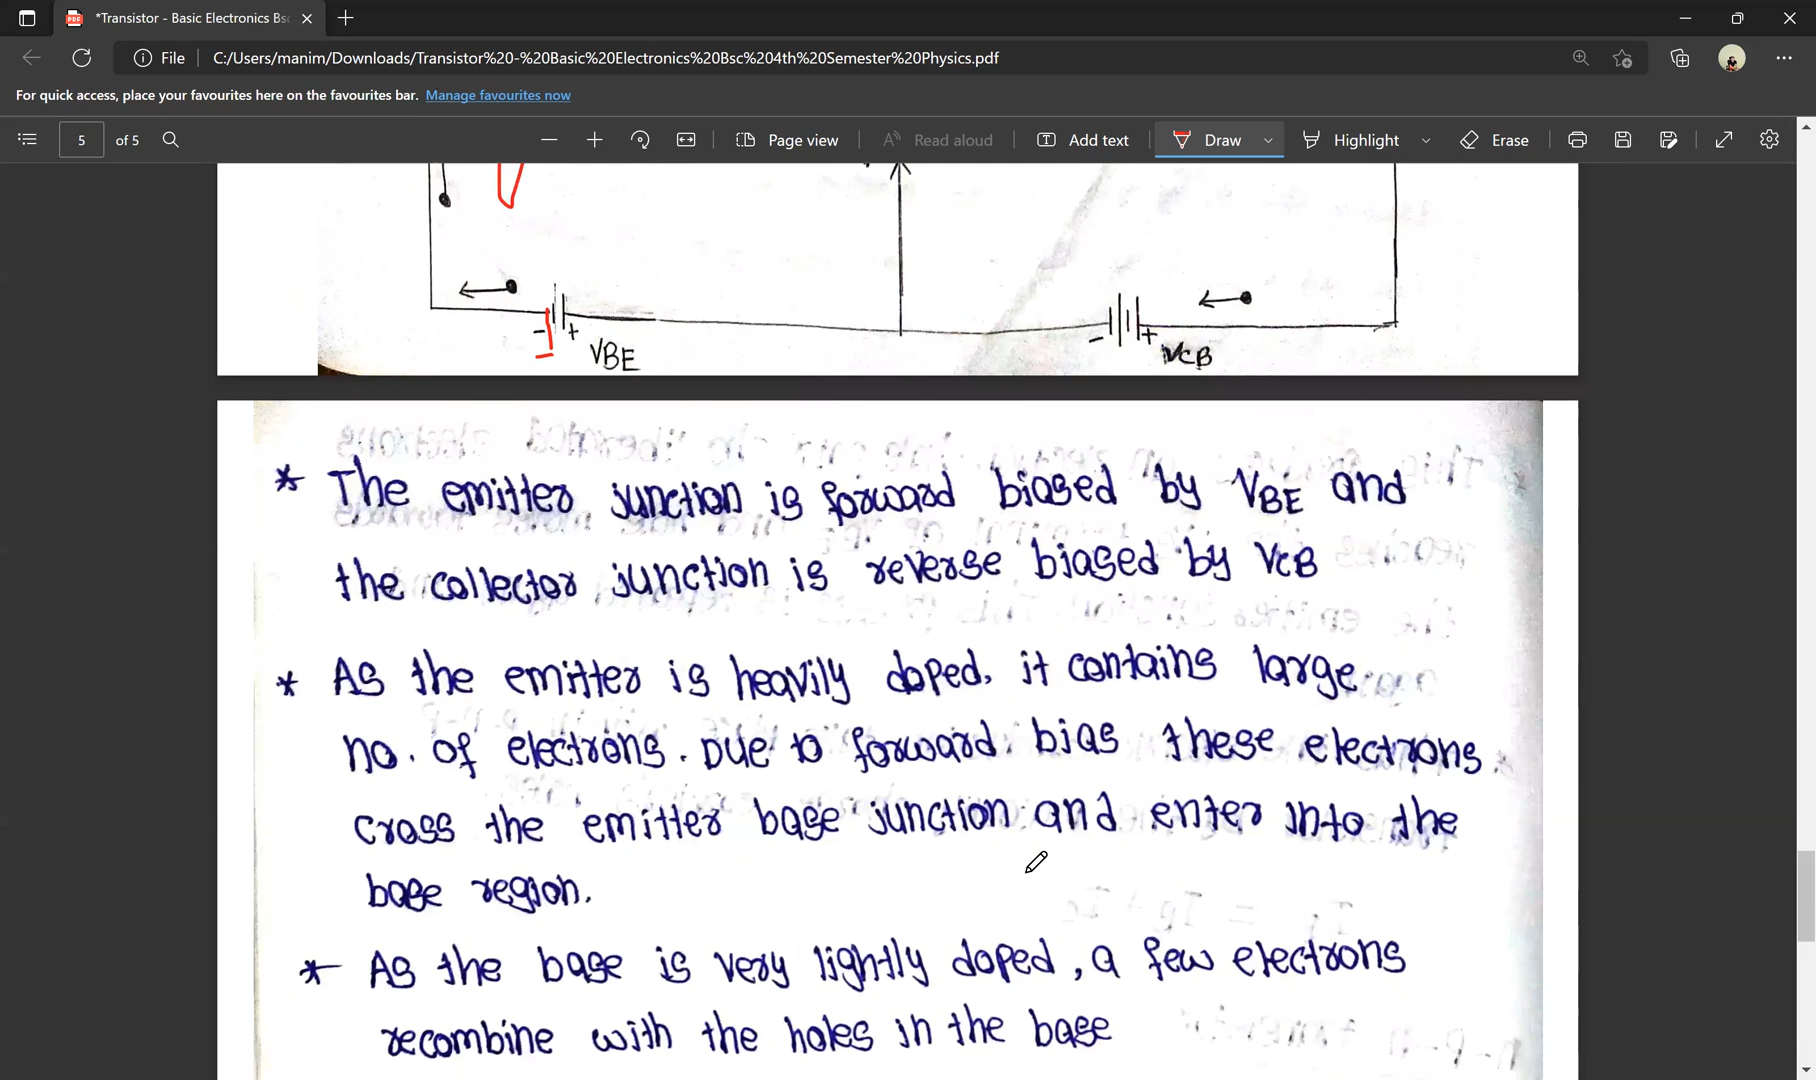 *Transistor - Basic Electronics Bsc
File C:/Users/manim/Downloads/Transistor%20-%20Basic%20Electronics%20Bsc%204th%20Semester%20Physics.pdf
For quick access, place your favourites here on the favourites bar. Manage favourites now
5 of 5 Page view Read aloud Add text Draw Highlight Erase
- + VBE - + VCB
* The emitter junction is forward biased by VBE and
the collector junction is reverse biased by VCB
* As the emitter is heavily doped, it contains large
no. of electrons. Due to forward bias these electrons
cross the emitter base junction and enter into the
base region.
* As the base is very lightly doped, a few electrons
recombine with the holes in the base